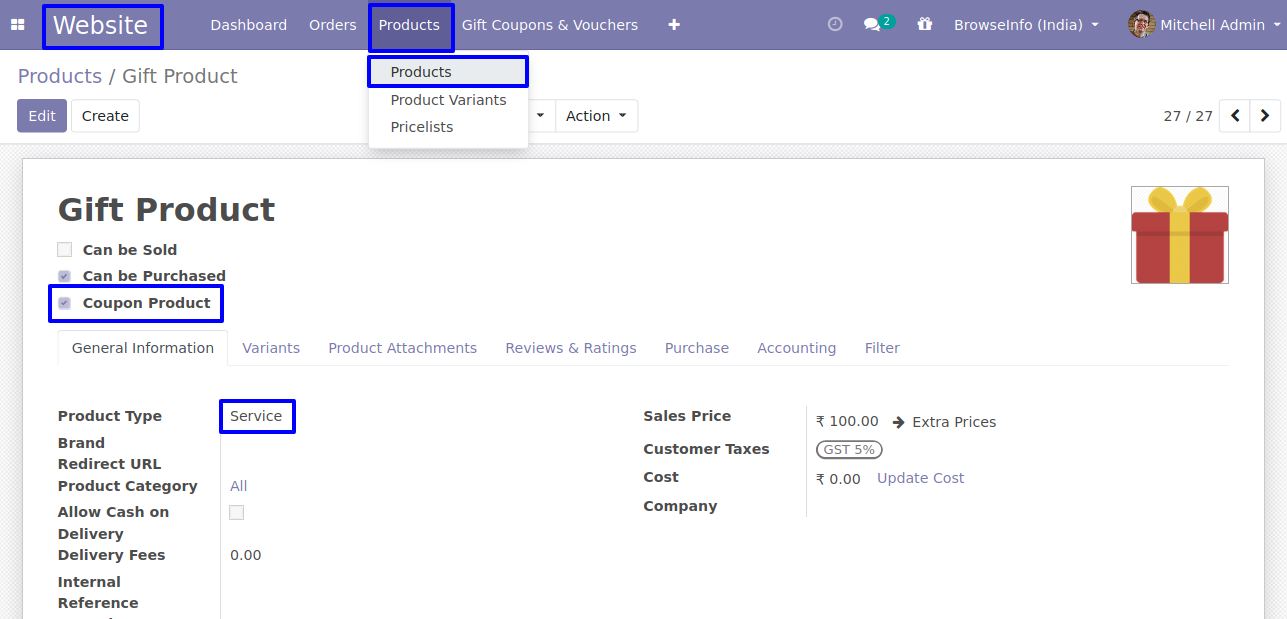 Website Dashboard Orders Products Gift Coupons & Vouchers + 2 BrowseInfo (India) Mitchell Admin
Products / Gift Product
Products
Product Variants
Pricelists
Edit Create Action 27 / 27
Gift Product
Can be Sold
Can be Purchased
Coupon Product
General Information Variants Product Attachments Reviews & Ratings Purchase Accounting Filter
Product Type Service
Brand
Redirect URL
Product Category All
Allow Cash on
Delivery
Delivery Fees 0.00
Internal
Reference
Sales Price ₹ 100.00 Extra Prices
Customer Taxes GST 5%
Cost ₹ 0.00 Update Cost
Company